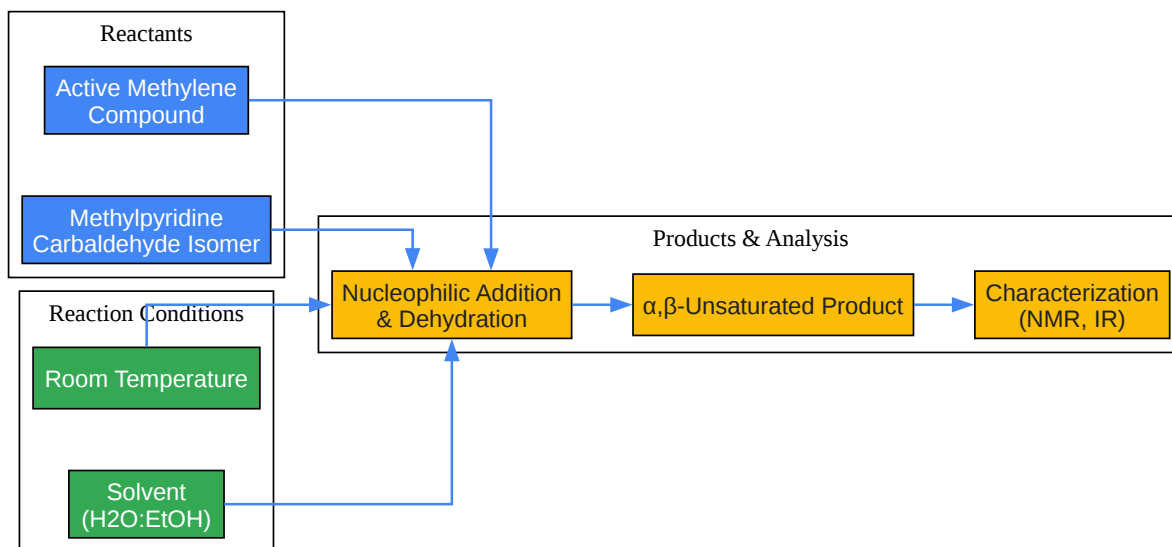 Reactants
Active Methylene
Compound
Methylpyridine
Carbaldehyde Isomer
Reaction Conditions
Room Temperature
Solvent
(H2O:EtOH)
Products & Analysis
Nucleophilic Addition
& Dehydration
α,β-Unsaturated Product
Characterization
(NMR, IR)